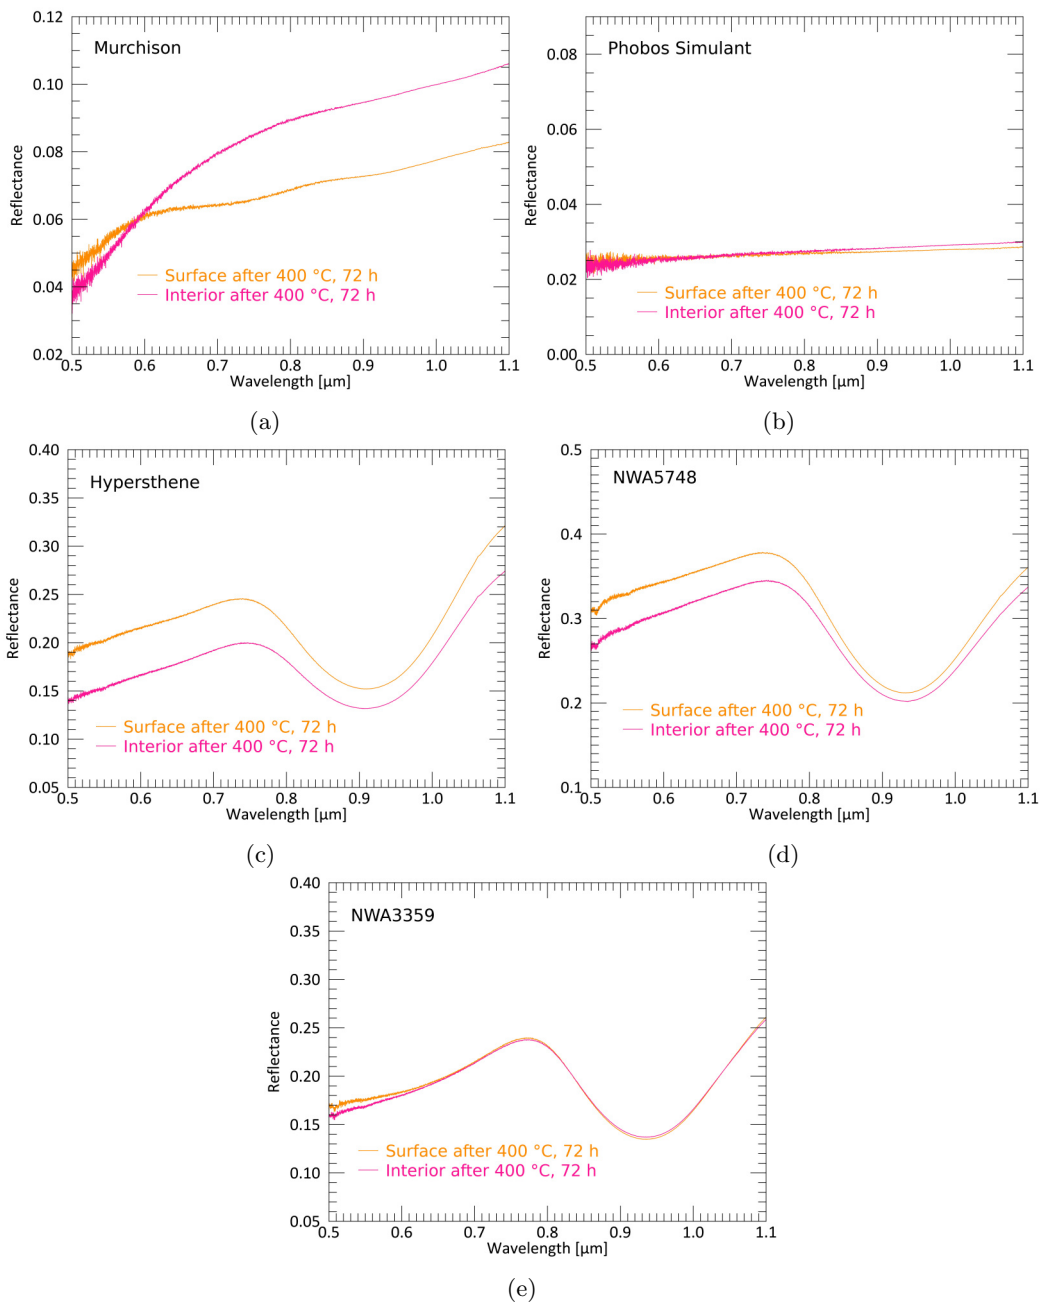 Murchison
0.12
0.10
0.08
0.06
0.04
0.02
Reflectance
Surface after 400 °C, 72 h
Interior after 400 °C, 72 h
0.5 0.6 0.7 0.8 0.9 1.0 1.1
Wavelength [μm]
(a)
Phobos Simulant
0.08
0.06
0.04
0.02
0.00
Reflectance
Surface after 400 °C, 72 h
Interior after 400 °C, 72 h
0.5 0.6 0.7 0.8 0.9 1.0 1.1
Wavelength [μm]
(b)
Hypersthene
0.40
0.35
0.30
0.25
0.20
0.15
0.10
0.05
Reflectance
Surface after 400 °C, 72 h
Interior after 400 °C, 72 h
0.5 0.6 0.7 0.8 0.9 1.0 1.1
Wavelength [μm]
(c)
NWA5748
0.5
0.4
0.3
0.2
0.1
Reflectance
Surface after 400 °C, 72 h
Interior after 400 °C, 72 h
0.5 0.6 0.7 0.8 0.9 1.0 1.1
Wavelength [μm]
(d)
NWA3359
0.40
0.35
0.30
0.25
0.20
0.15
0.10
0.05
Reflectance
Surface after 400 °C, 72 h
Interior after 400 °C, 72 h
0.5 0.6 0.7 0.8 0.9 1.0 1.1
Wavelength [μm]
(e)